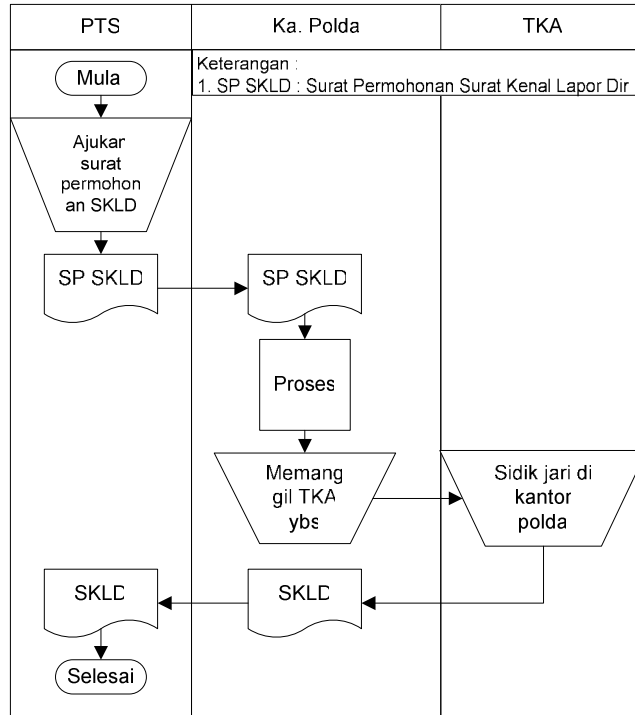 PTS
Ka. Polda
TKA
Mula
Keterangan :
1. SP SKLD : Surat Permohonan Surat Kenal Lapor Dir
Ajukar
surat
permohon
an SKLD
SP SKLD
SP SKLD
Proses
Memang
gil TKA
ybs
Sidik jari di
kantor
polda
SKLD
SKLD
Selesai